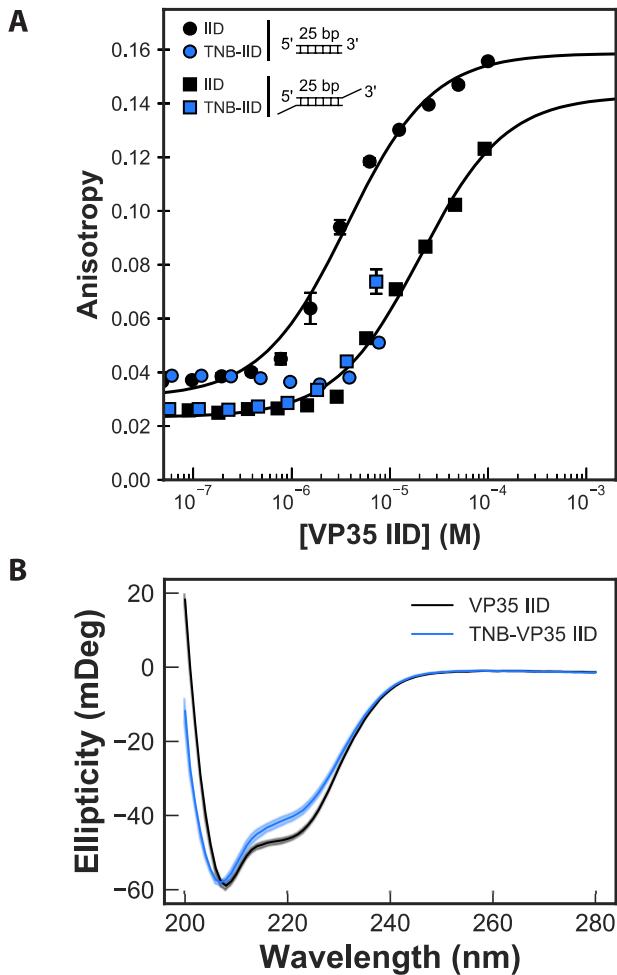 A
IID
TNB-IID
5' 25 bp 3'
IID
TNB-IID
5' 25 bp 3'
0.16
0.14
0.12
0.10
0.08
0.06
0.04
0.02
0.00
Anisotropy
10⁻⁷ 10⁻⁶ 10⁻⁵ 10⁻⁴ 10⁻³
[VP35 IID] (M)
B
VP35 IID
TNB-VP35 IID
20
0
−20
−40
−60
Ellipticity (mDeg)
200 220 240 260 280
Wavelength (nm)